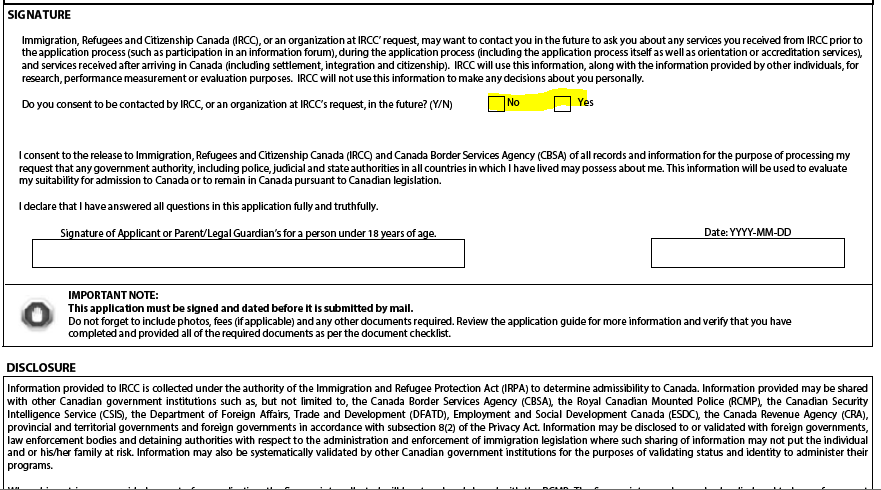 SIGNATURE
Immigration, Refugees and Citizenship Canada (IRCC), or an organization at IRCC' request, may want to contact you in the future to ask you about any services you received from IRCC prior to
the application process (such as participation in an information forum), during the application process (including the application process itself as well as orientation or accreditation services),
and services received after arriving in Canada (including settlement, integration and citizenship). IRCC will use this information, along with the information provided by other individuals, for
research, performance measurement or evaluation purposes. IRCC will not use this information to make any decisions about you personally.
Do you consent to be contacted by IRCC, or an organization at IRCC's request, in the future? (Y/N) No Yes
I consent to the release to Immigration, Refugees and Citizenship Canada (IRCC) and Canada Border Services Agency (CBSA) of all records and information for the purpose of processing my
request that any government authority, including police, judicial and state authorities in all countries in which I have lived may possess about me. This information will be used to evaluate
my suitability for admission to Canada or to remain in Canada pursuant to Canadian legislation.
I declare that I have answered all questions in this application fully and truthfully.
Signature of Applicant or Parent/Legal Guardian's for a person under 18 years of age. Date: YYYY-MM-DD
IMPORTANT NOTE:
This application must be signed and dated before it is submitted by mail.
Do not forget to include photos, fees (if applicable) and any other documents required. Review the application guide for more information and verify that you have
completed and provided all of the required documents as per the document checklist.
DISCLOSURE
Information provided to IRCC is collected under the authority of the Immigration and Refugee Protection Act (IRPA) to determine admissibility to Canada. Information provided may be shared
with other Canadian government institutions such as, but not limited to, the Canada Border Services Agency (CBSA), the Royal Canadian Mounted Police (RCMP), the Canadian Security
Intelligence Service (CSIS), the Department of Foreign Affairs, Trade and Development (DFATD), Employment and Social Development Canada (ESDC), the Canada Revenue Agency (CRA),
provincial and territorial governments and foreign governments in accordance with subsection 8(2) of the Privacy Act. Information may be disclosed to or validated with foreign governments,
law enforcement bodies and detaining authorities with respect to the administration and enforcement of immigration legislation where such sharing of information may not put the individual
and or his/her family at risk. Information may also be systematically validated by other Canadian government institutions for the purposes of validating status and identity to administer their
programs.